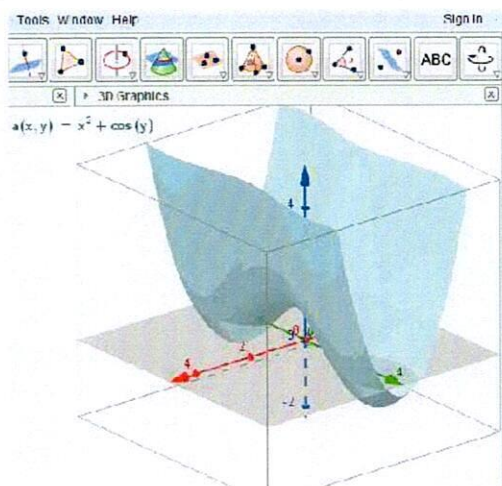 Tools Window Help Sign in
ABC
3D Graphics
a(x,y) = x² + cos(y)
4
4
2
0
4
-2